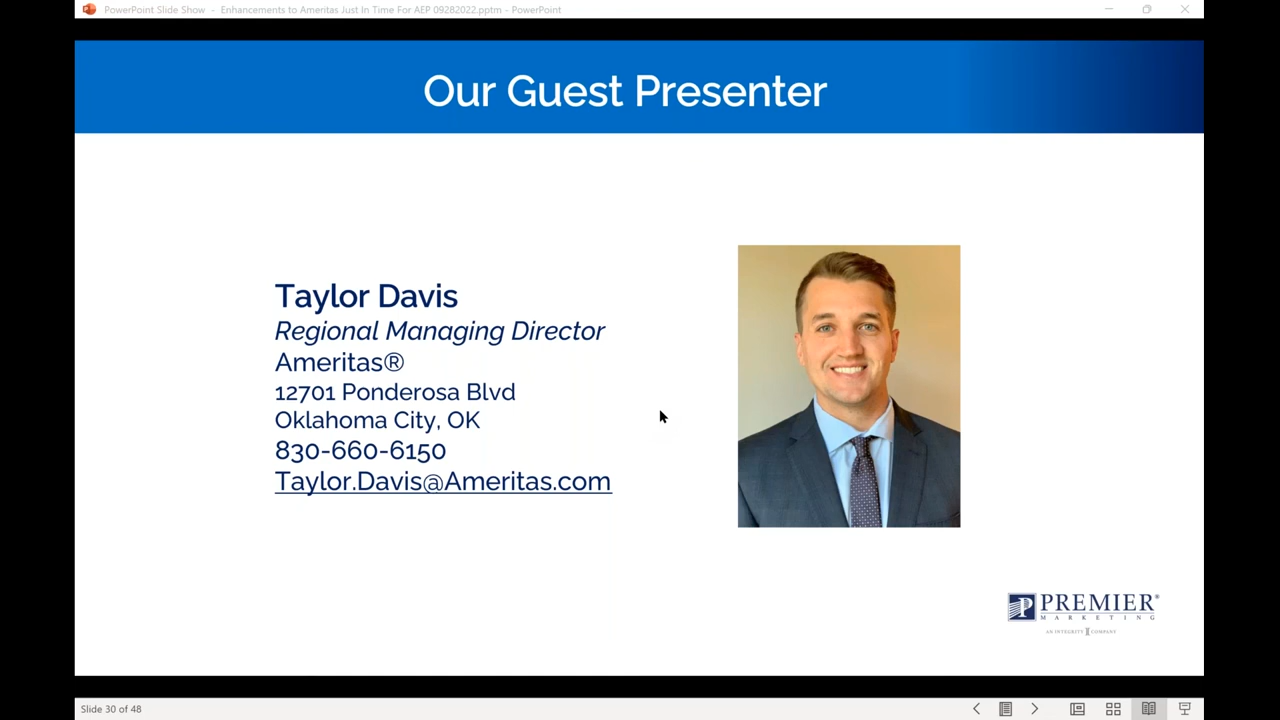 PowerPoint Slide Show - Enhancements to Ameritas Just In Time For AEP 09282022.pptm - PowerPoint
Our Guest Presenter
Taylor Davis
Regional Managing Director
Ameritas®
12701 Ponderosa Blvd
Oklahoma City, OK
830-660-6150
Taylor.Davis@Ameritas.com
PREMIER®
MARKETING
AN INTEGRITY COMPANY
Slide 30 of 48